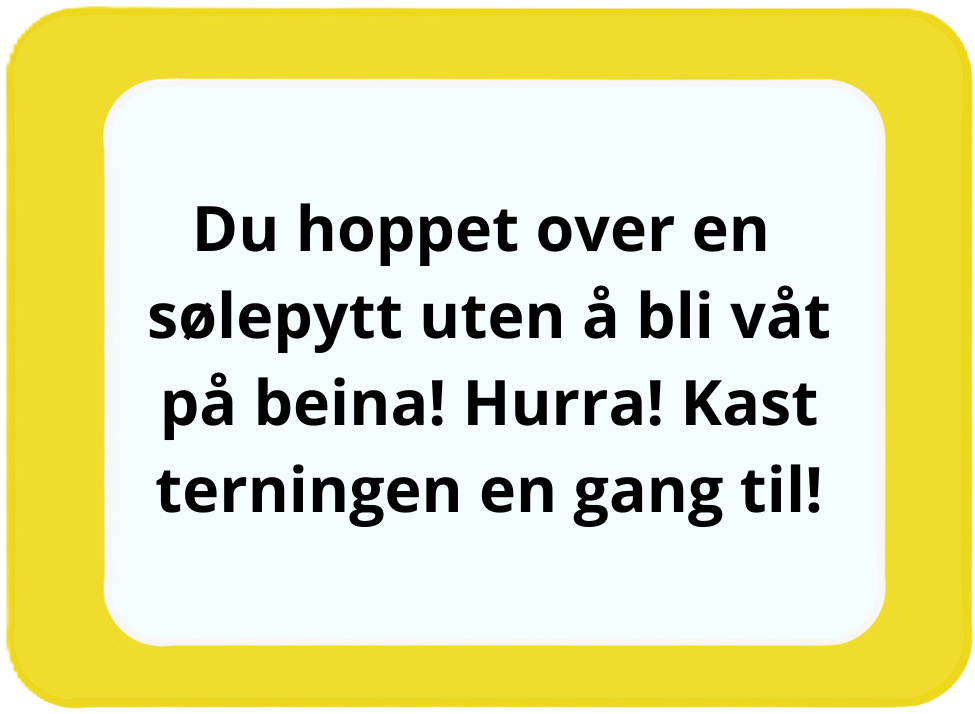 Du hoppet over en
sølepytt uten å bli våt
på beina! Hurra! Kast
terningen en gang til!